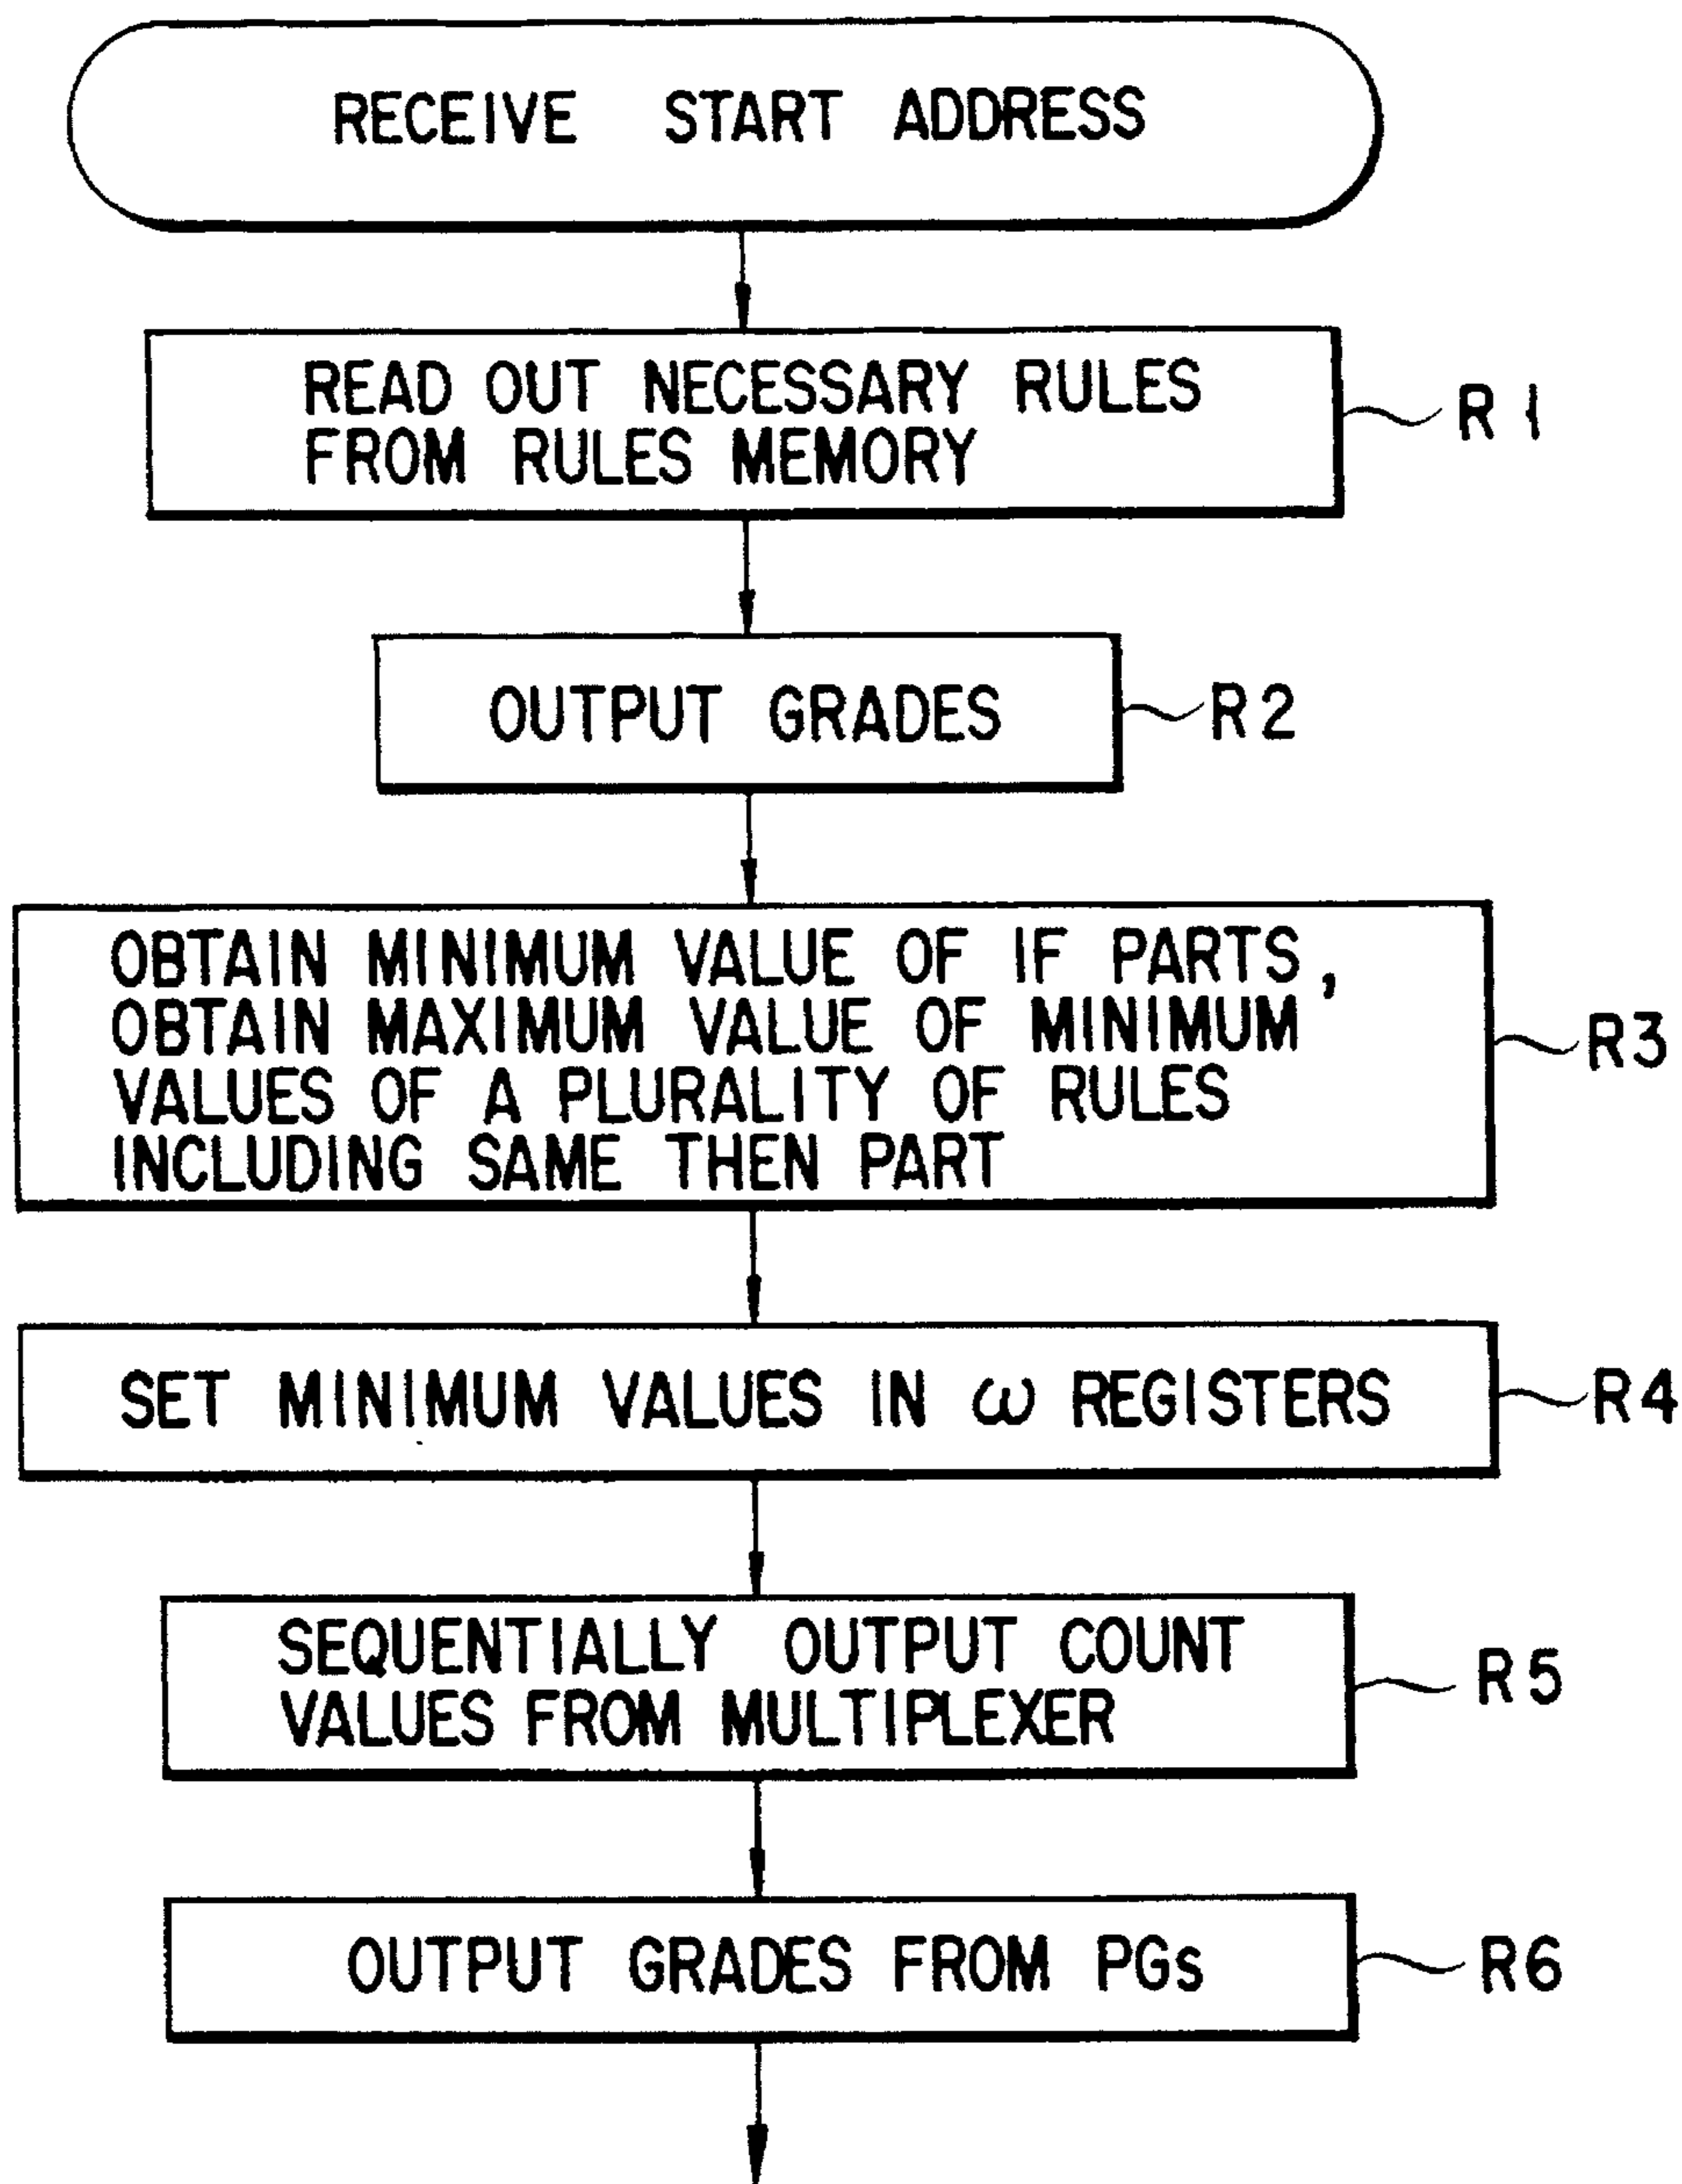 RECEIVE START ADDRESS
READ OUT NECESSARY RULES
FROM RULES MEMORY
R1
OUTPUT GRADES
R2
OBTAIN MINIMUM VALUE OF IF PARTS,
OBTAIN MAXIMUM VALUE OF MINIMUM
VALUES OF A PLURALITY OF RULES
INCLUDING SAME THEN PART
R3
SET MINIMUM VALUES IN ω REGISTERS
R4
SEQUENTIALLY OUTPUT COUNT
VALUES FROM MULTIPLEXER
R5
OUTPUT GRADES FROM PGs
R6